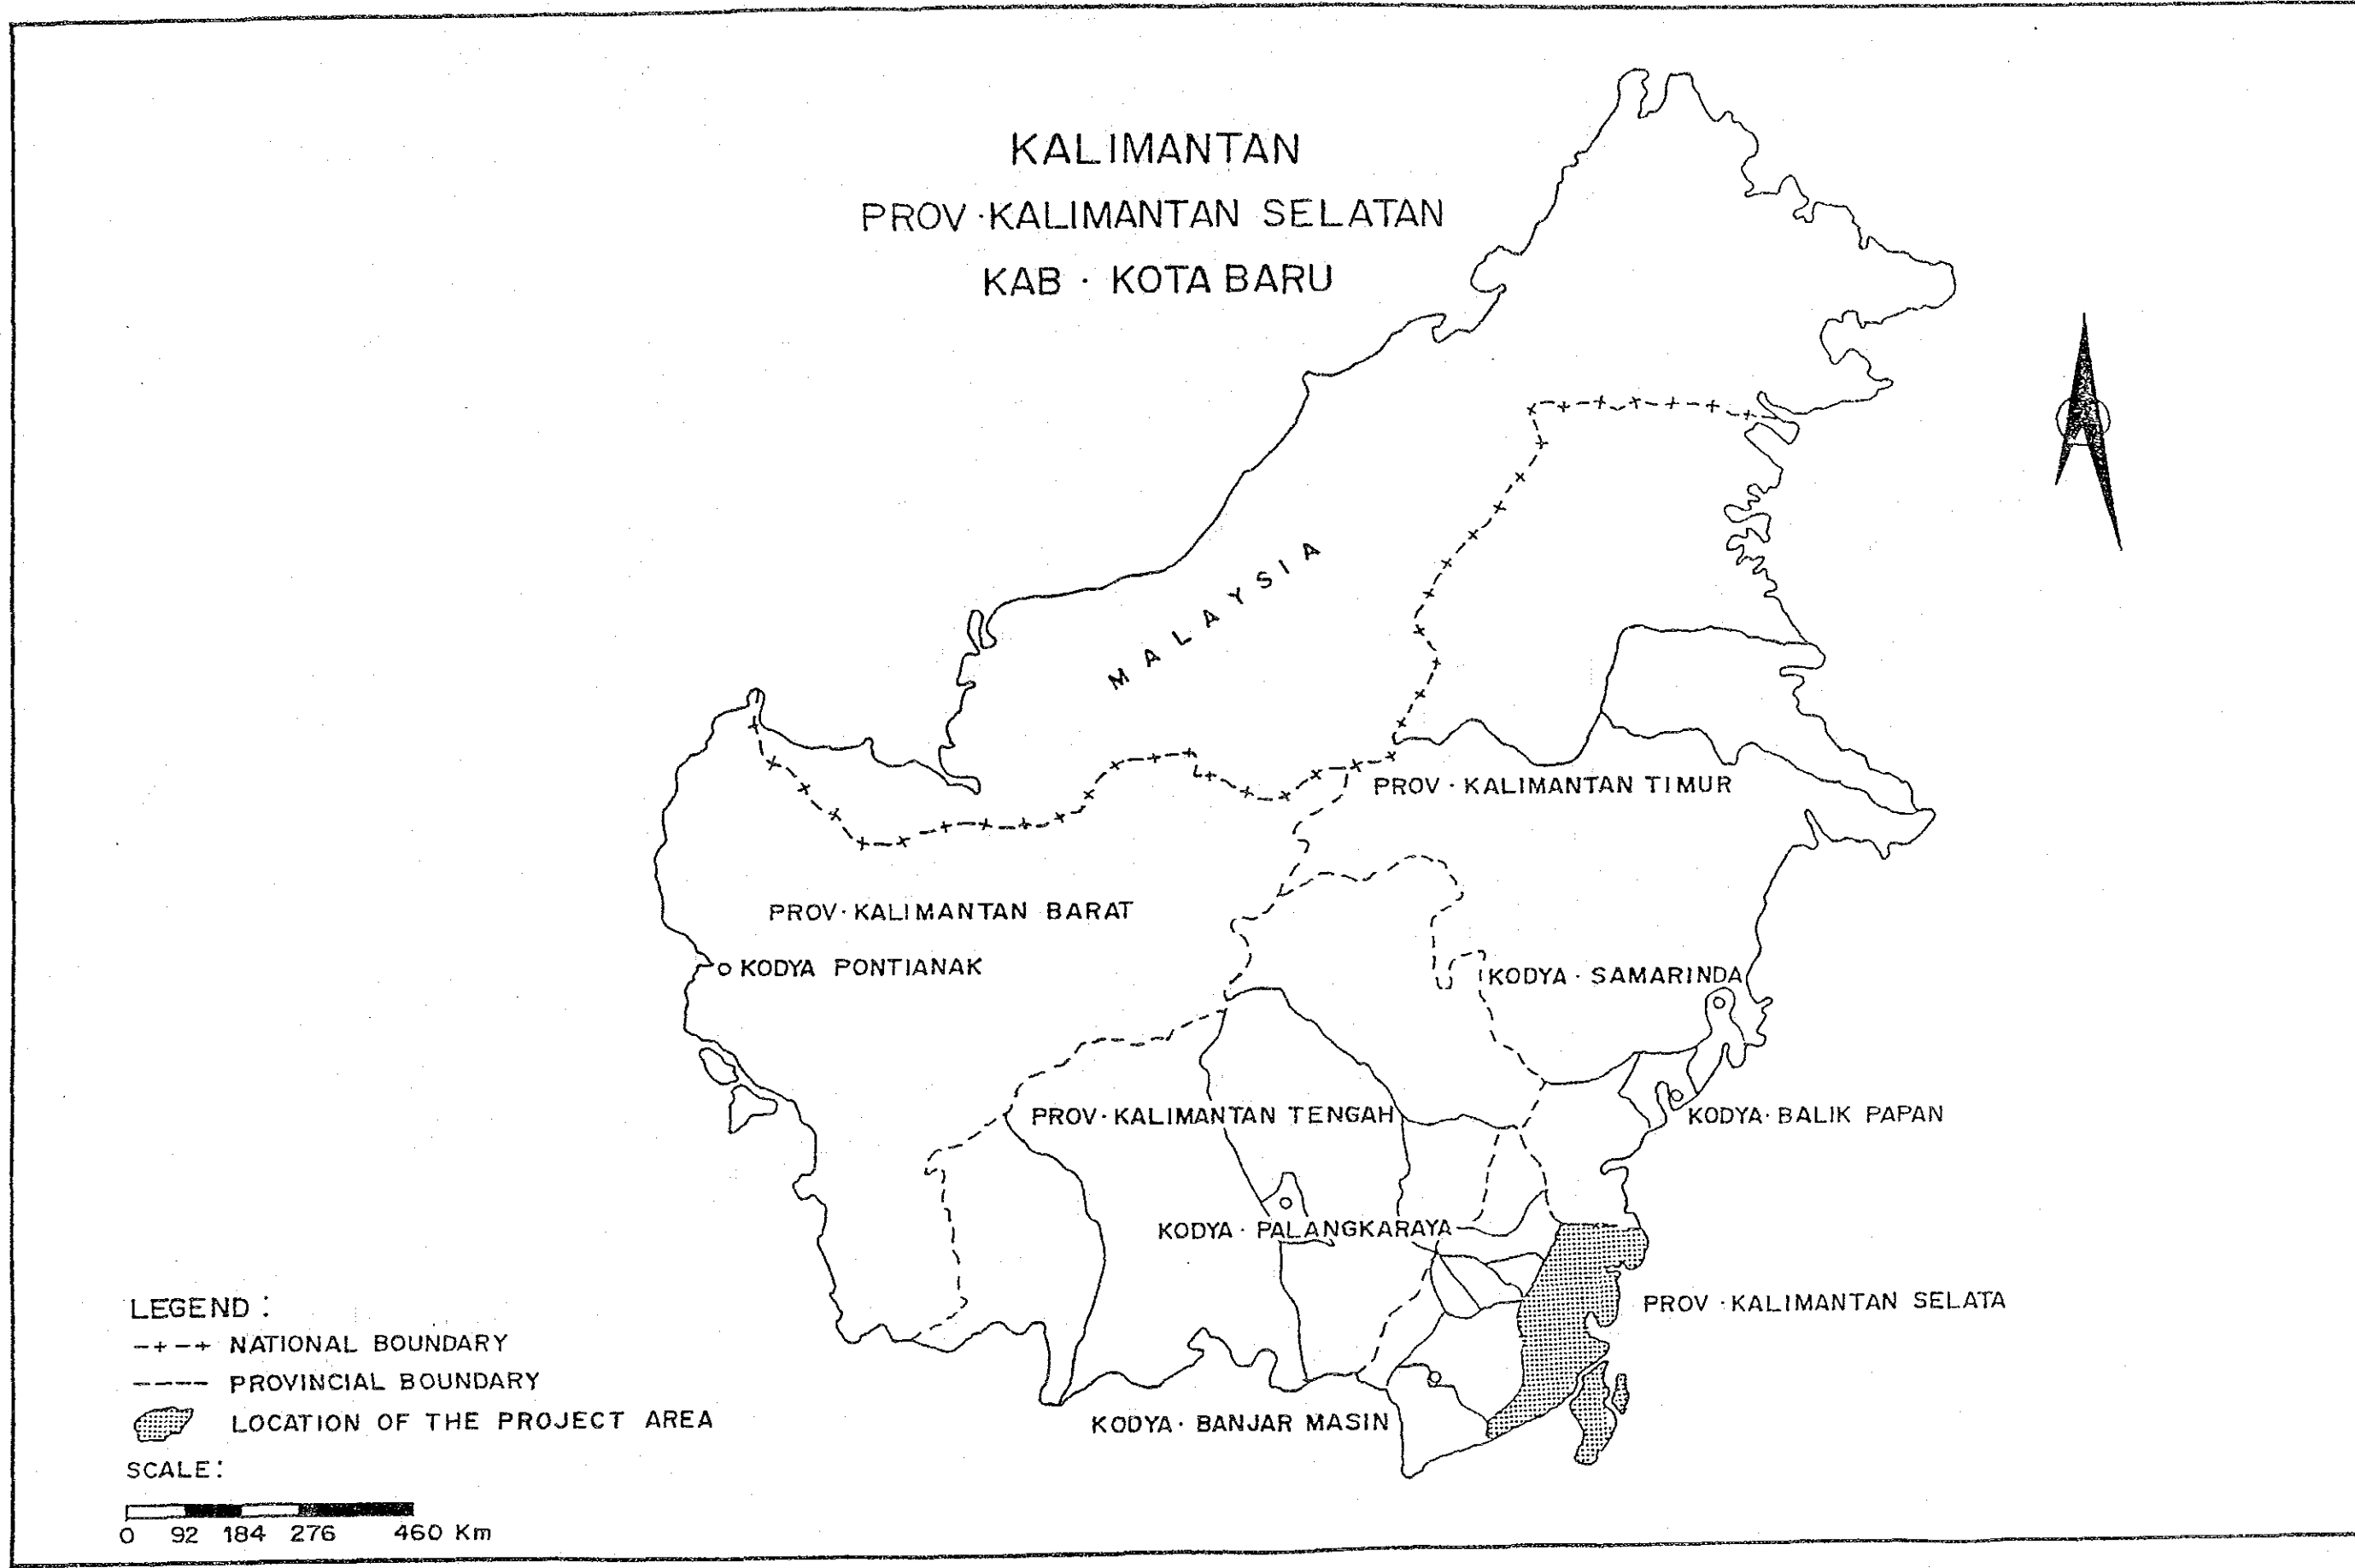 KALIMANTAN
PROV·KALIMANTAN SELATAN
KAB · KOTA BARU
MALAYSIA
PROV·KALIMANTAN TIMUR
PROV·KALIMANTAN BARAT
KODYA PONTIANAK
KODYA·SAMARINDA
PROV·KALIMANTAN TENGAH
KODYA·BALIK PAPAN
KODYA·PALANGKARAYA
PROV·KALIMANTAN SELATA
KODYA·BANJAR MASIN
LEGEND:
NATIONAL BOUNDARY
PROVINCIAL BOUNDARY
LOCATION OF THE PROJECT AREA
SCALE:
0 92 184 276 460 Km